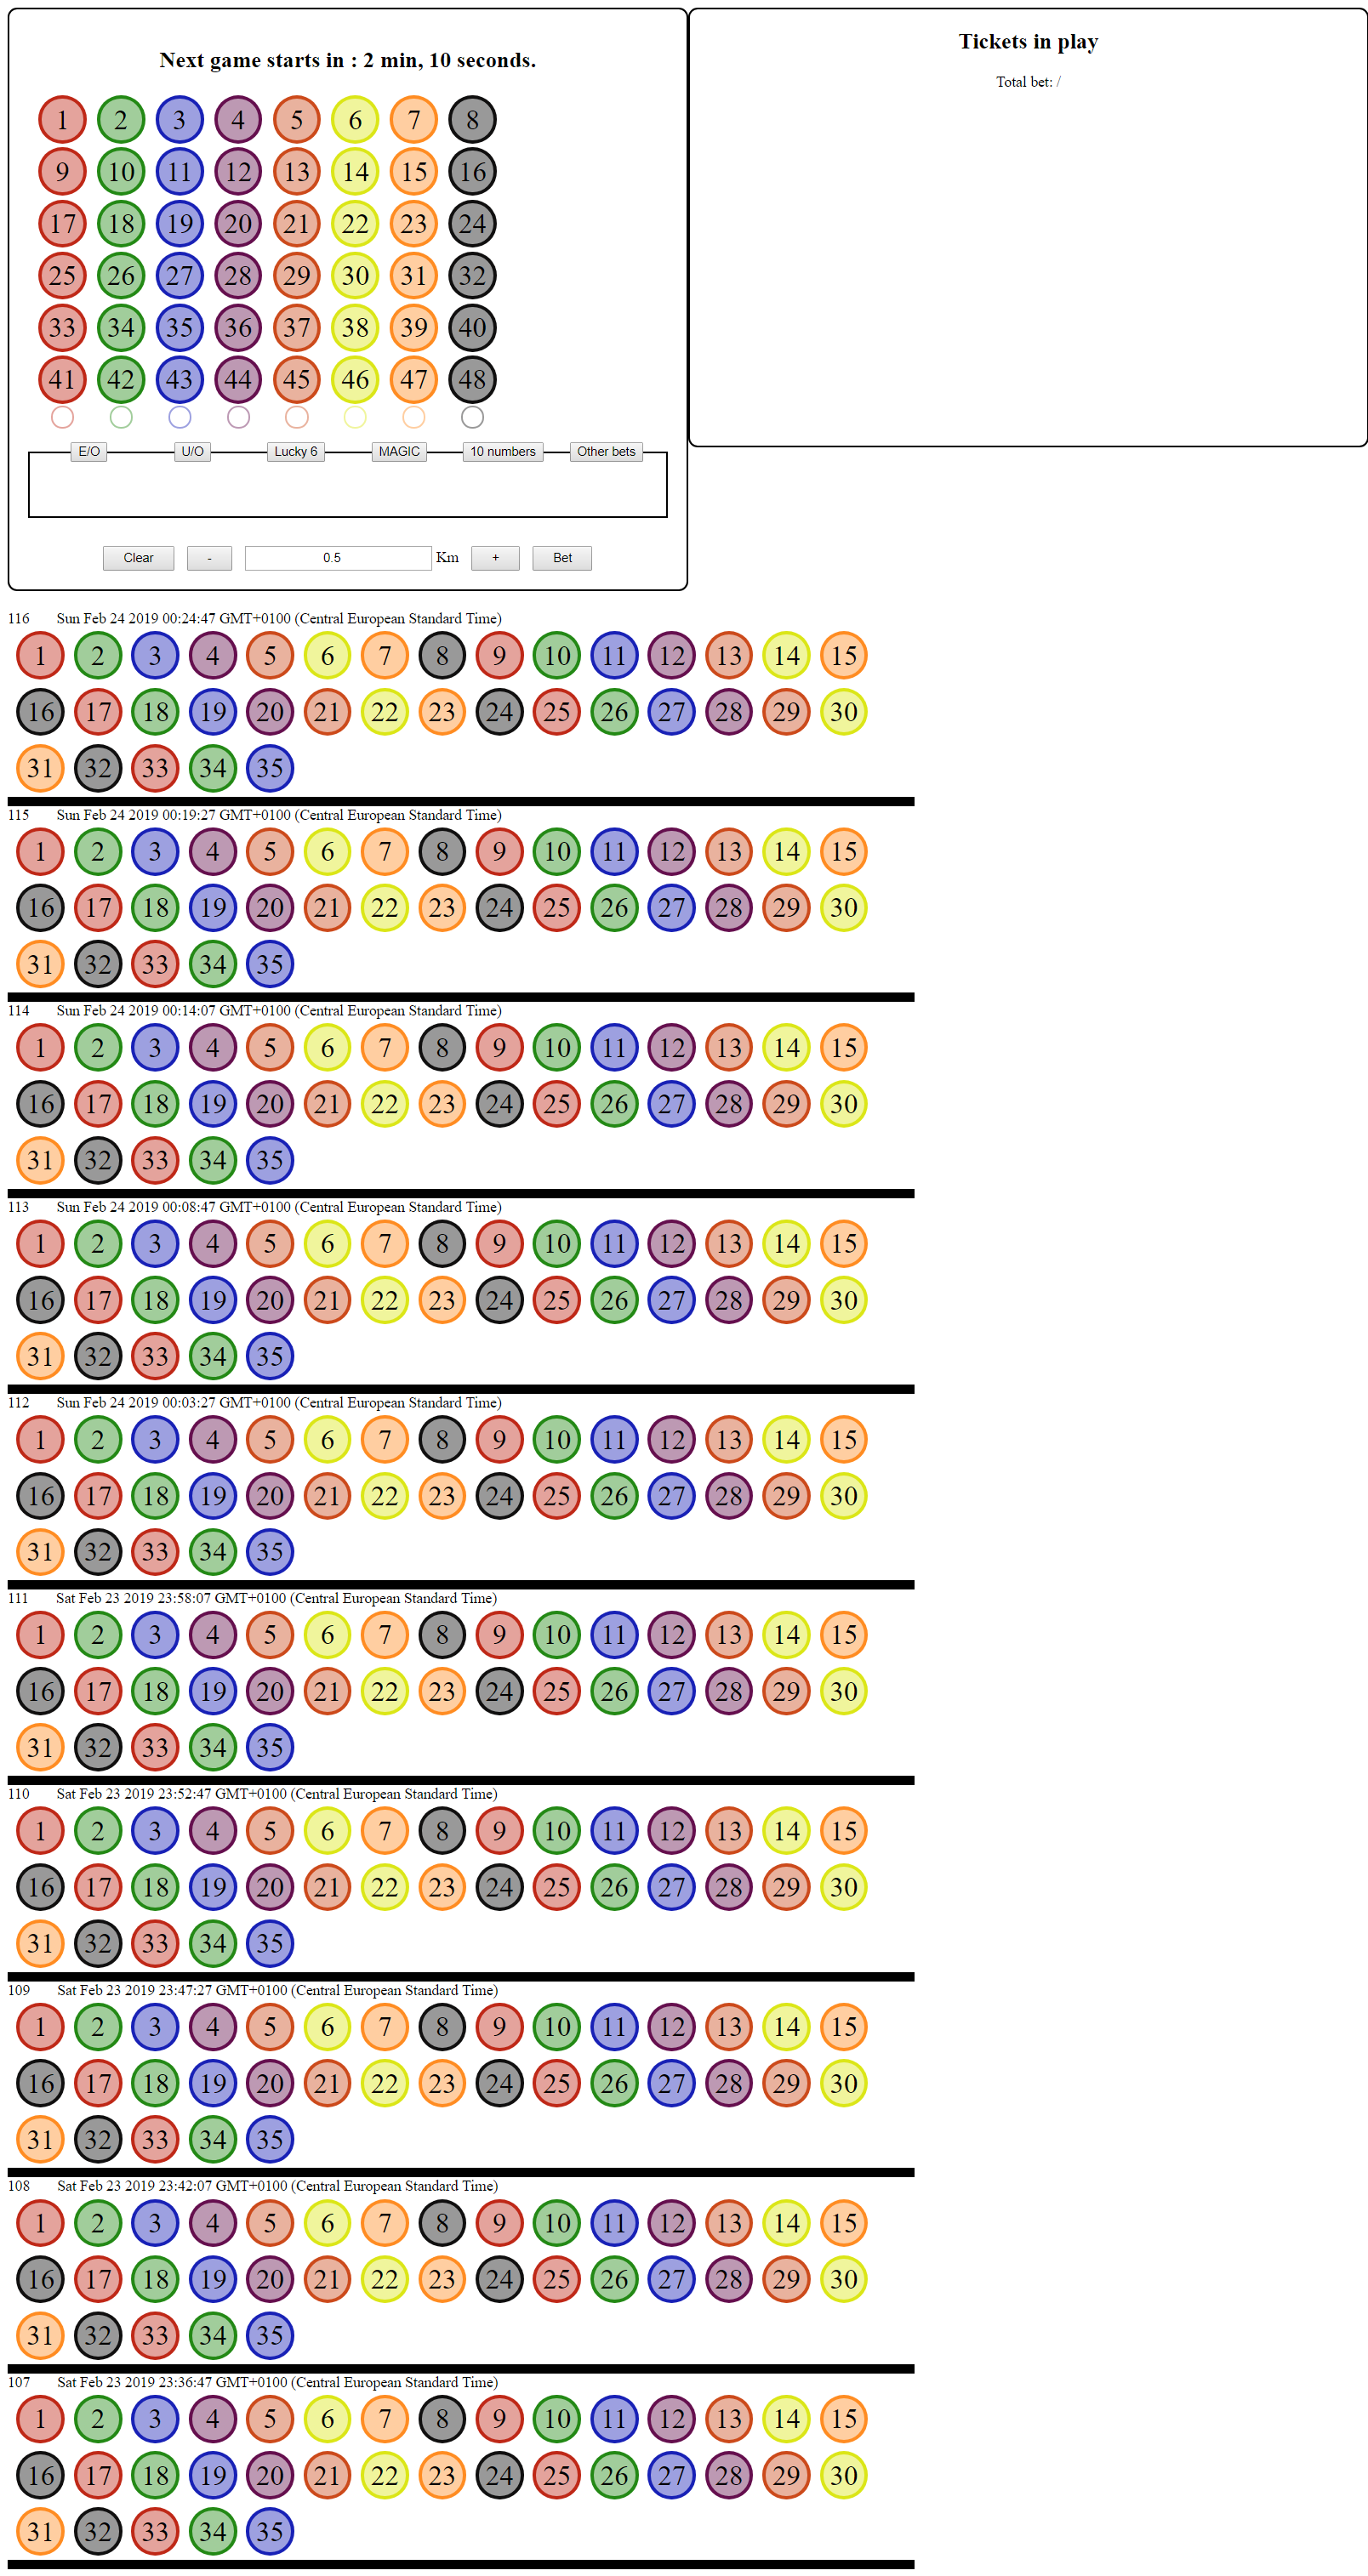 Next game starts in : 2 min, 10 seconds.
1 2 3 4 5 6 7 8
9 10 11 12 13 14 15 16
17 18 19 20 21 22 23 24
25 26 27 28 29 30 31 32
33 34 35 36 37 38 39 40
41 42 43 44 45 46 47 48
E/O U/O Lucky 6 MAGIC 10 numbers Other bets
Clear - 0.5 Km + Bet
Tickets in play
Total bet: /
116 Sun Feb 24 2019 00:24:47 GMT+0100 (Central European Standard Time)
1 2 3 4 5 6 7 8 9 10 11 12 13 14 15
16 17 18 19 20 21 22 23 24 25 26 27 28 29 30
31 32 33 34 35
115 Sun Feb 24 2019 00:19:27 GMT+0100 (Central European Standard Time)
1 2 3 4 5 6 7 8 9 10 11 12 13 14 15
16 17 18 19 20 21 22 23 24 25 26 27 28 29 30
31 32 33 34 35
114 Sun Feb 24 2019 00:14:07 GMT+0100 (Central European Standard Time)
1 2 3 4 5 6 7 8 9 10 11 12 13 14 15
16 17 18 19 20 21 22 23 24 25 26 27 28 29 30
31 32 33 34 35
113 Sun Feb 24 2019 00:08:47 GMT+0100 (Central European Standard Time)
1 2 3 4 5 6 7 8 9 10 11 12 13 14 15
16 17 18 19 20 21 22 23 24 25 26 27 28 29 30
31 32 33 34 35
112 Sun Feb 24 2019 00:03:27 GMT+0100 (Central European Standard Time)
1 2 3 4 5 6 7 8 9 10 11 12 13 14 15
16 17 18 19 20 21 22 23 24 25 26 27 28 29 30
31 32 33 34 35
111 Sat Feb 23 2019 23:58:07 GMT+0100 (Central European Standard Time)
1 2 3 4 5 6 7 8 9 10 11 12 13 14 15
16 17 18 19 20 21 22 23 24 25 26 27 28 29 30
31 32 33 34 35
110 Sat Feb 23 2019 23:52:47 GMT+0100 (Central European Standard Time)
1 2 3 4 5 6 7 8 9 10 11 12 13 14 15
16 17 18 19 20 21 22 23 24 25 26 27 28 29 30
31 32 33 34 35
109 Sat Feb 23 2019 23:47:27 GMT+0100 (Central European Standard Time)
1 2 3 4 5 6 7 8 9 10 11 12 13 14 15
16 17 18 19 20 21 22 23 24 25 26 27 28 29 30
31 32 33 34 35
108 Sat Feb 23 2019 23:42:07 GMT+0100 (Central European Standard Time)
1 2 3 4 5 6 7 8 9 10 11 12 13 14 15
16 17 18 19 20 21 22 23 24 25 26 27 28 29 30
31 32 33 34 35
107 Sat Feb 23 2019 23:36:47 GMT+0100 (Central European Standard Time)
1 2 3 4 5 6 7 8 9 10 11 12 13 14 15
16 17 18 19 20 21 22 23 24 25 26 27 28 29 30
31 32 33 34 35